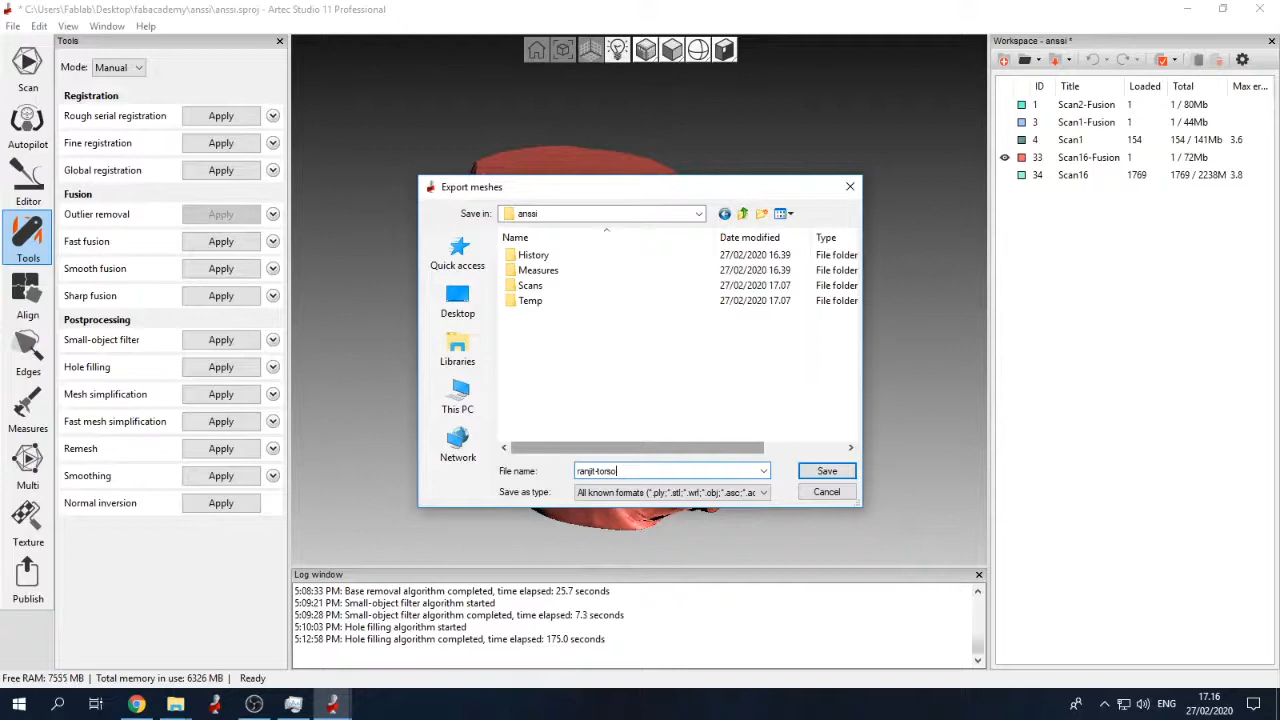 * C:\Users\Fablab\Desktop\fabacademy\anssi\anssi.sproj - Artec Studio 11 Professional
File Edit View Window Help
Scan
Autopilot
Editor
Tools
Align
Edges
Measures
Multi
Texture
Publish
Tools
Mode: Manual
Registration
Rough serial registration Apply
Fine registration Apply
Global registration Apply
Fusion
Outlier removal Apply
Fast fusion Apply
Smooth fusion Apply
Sharp fusion Apply
Postprocessing
Small-object filter Apply
Hole filling Apply
Mesh simplification Apply
Fast mesh simplification Apply
Remesh Apply
Smoothing Apply
Normal inversion Apply
Export meshes
Save in: anssi
Quick access
Desktop
Libraries
This PC
Network
Name Date modified Type
History 27/02/2020 16.39 File folder
Measures 27/02/2020 16.39 File folder
Scans 27/02/2020 17.07 File folder
Temp 27/02/2020 17.07 File folder
File name: ranjit-torso Save
Save as type: All known formats (*.ply;*.stl;*.wrl;*.obj;*.asc;*.ac Cancel
Log window
5:08:33 PM: Base removal algorithm completed, time elapsed: 25.7 seconds
5:09:21 PM: Small-object filter algorithm started
5:09:28 PM: Small-object filter algorithm completed, time elapsed: 7.3 seconds
5:10:03 PM: Hole filling algorithm started
5:12:58 PM: Hole filling algorithm completed, time elapsed: 175.0 seconds
Workspace - anssi *
ID Title Loaded Total Max er...
1 Scan2-Fusion 1 1 / 80Mb
3 Scan1-Fusion 1 1 / 44Mb
4 Scan1 154 154 / 141Mb 3.6
33 Scan16-Fusion 1 1 / 72Mb
34 Scan16 1769 1769 / 2238M 3.8
Free RAM: 7555 MB Total memory in use: 6326 MB Ready
17.16
27/02/2020